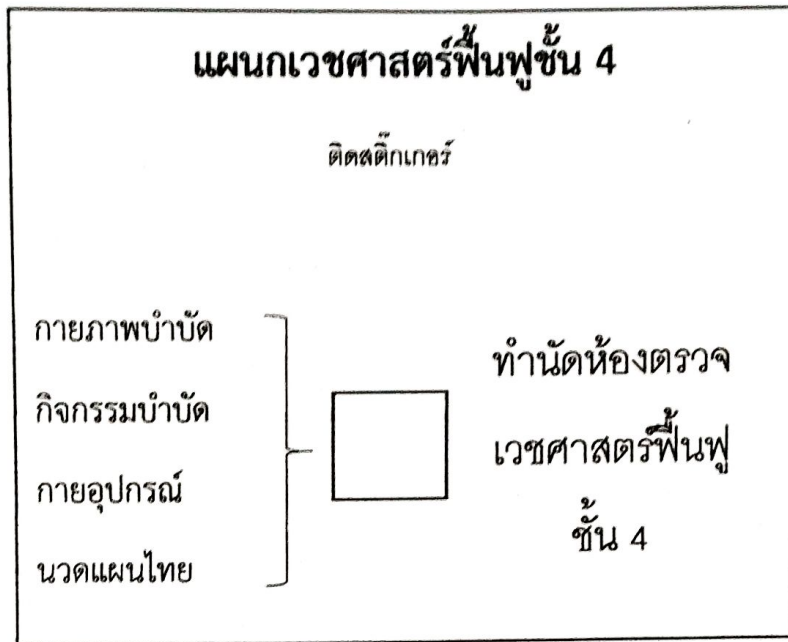 แผนกเวชศาสตร์ฟื้นฟูชั้น 4
ติดสติ๊กเกอร์
กายภาพบำบัด
กิจกรรมบำบัด
กายอุปกรณ์
นวดแผนไทย
ทำนัดห้องตรวจ
เวชศาสตร์ฟื้นฟู
ชั้น 4